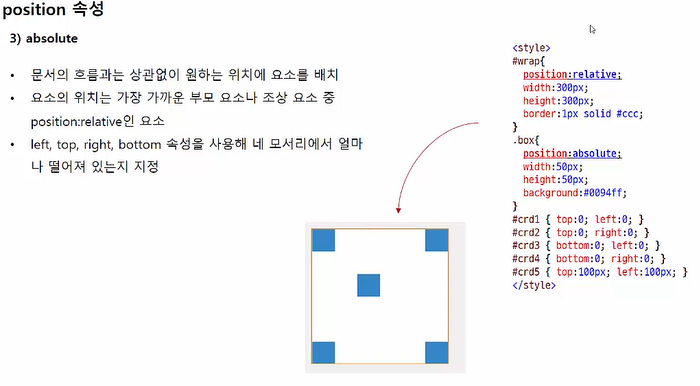 position 속성
3) absolute
• 문서의 흐름과는 상관없이 원하는 위치에 요소를 배치
• 요소의 위치는 가장 가까운 부모 요소나 조상 요소 중
position:relative인 요소
• left, top, right, bottom 속성을 사용해 네 모서리에서 얼마
나 떨어져 있는지 지정
<style>
#wrap{
position:relative;
width:300px;
height:300px;
border:1px solid #ccc;
}
.box{
position:absolute;
width:50px;
height:50px;
background:#0094ff;
}
#crd1 { top:0; left:0; }
#crd2 { top:0; right:0; }
#crd3 { bottom:0; left:0; }
#crd4 { bottom:0; right:0; }
#crd5 { top:100px; left:100px; }
</style>